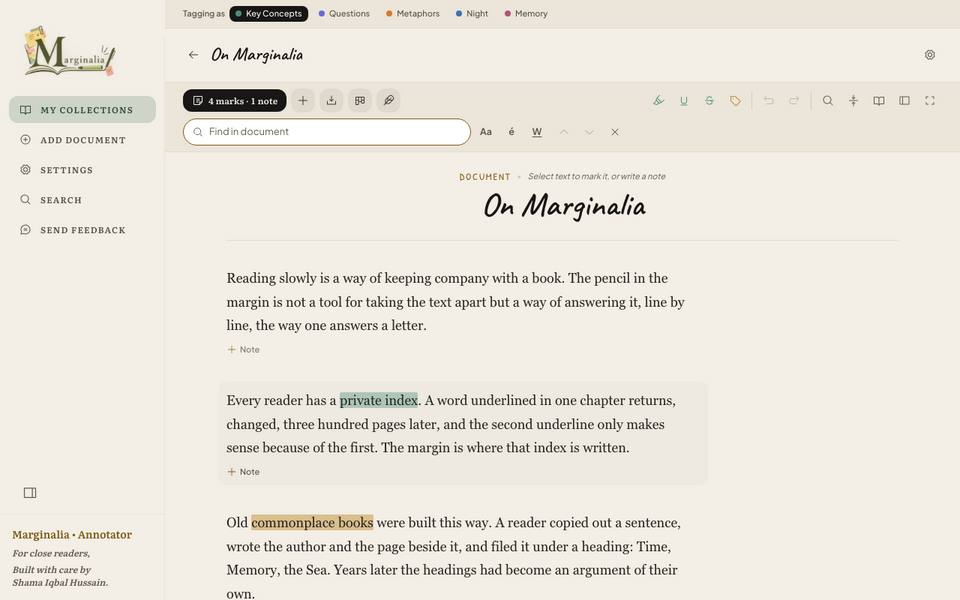 Tagging as Key Concepts Questions Metaphors Night Memory
Marginalia
On Marginalia
MY COLLECTIONS
ADD DOCUMENT
SETTINGS
SEARCH
SEND FEEDBACK
4 marks · 1 note
Find in document Aa é W
DOCUMENT • Select text to mark it, or write a note
On Marginalia
Reading slowly is a way of keeping company with a book. The pencil in the
margin is not a tool for taking the text apart but a way of answering it, line by
line, the way one answers a letter.
Note
Every reader has a private index. A word underlined in one chapter returns,
changed, three hundred pages later, and the second underline only makes
sense because of the first. The margin is where that index is written.
Note
Old commonplace books were built this way. A reader copied out a sentence,
wrote the author and the page beside it, and filed it under a heading: Time,
Memory, the Sea. Years later the headings had become an argument of their
own.
Marginalia • Annotator
For close readers,
Built with care by
Shama Iqbal Hussain.